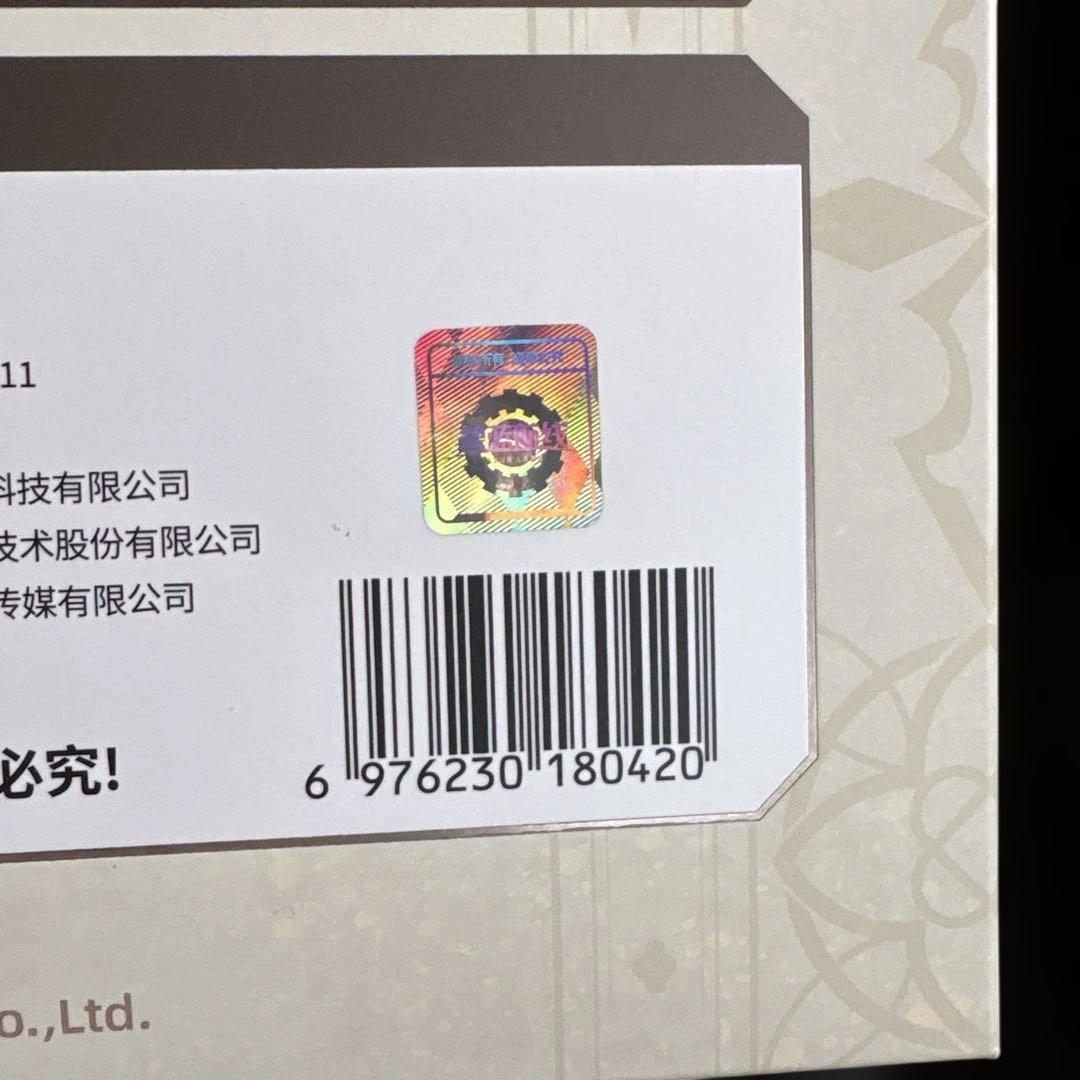 11
科技有限公司
技术股份有限公司
传媒有限公司
必究!
6 976230 180420
o.,Ltd.